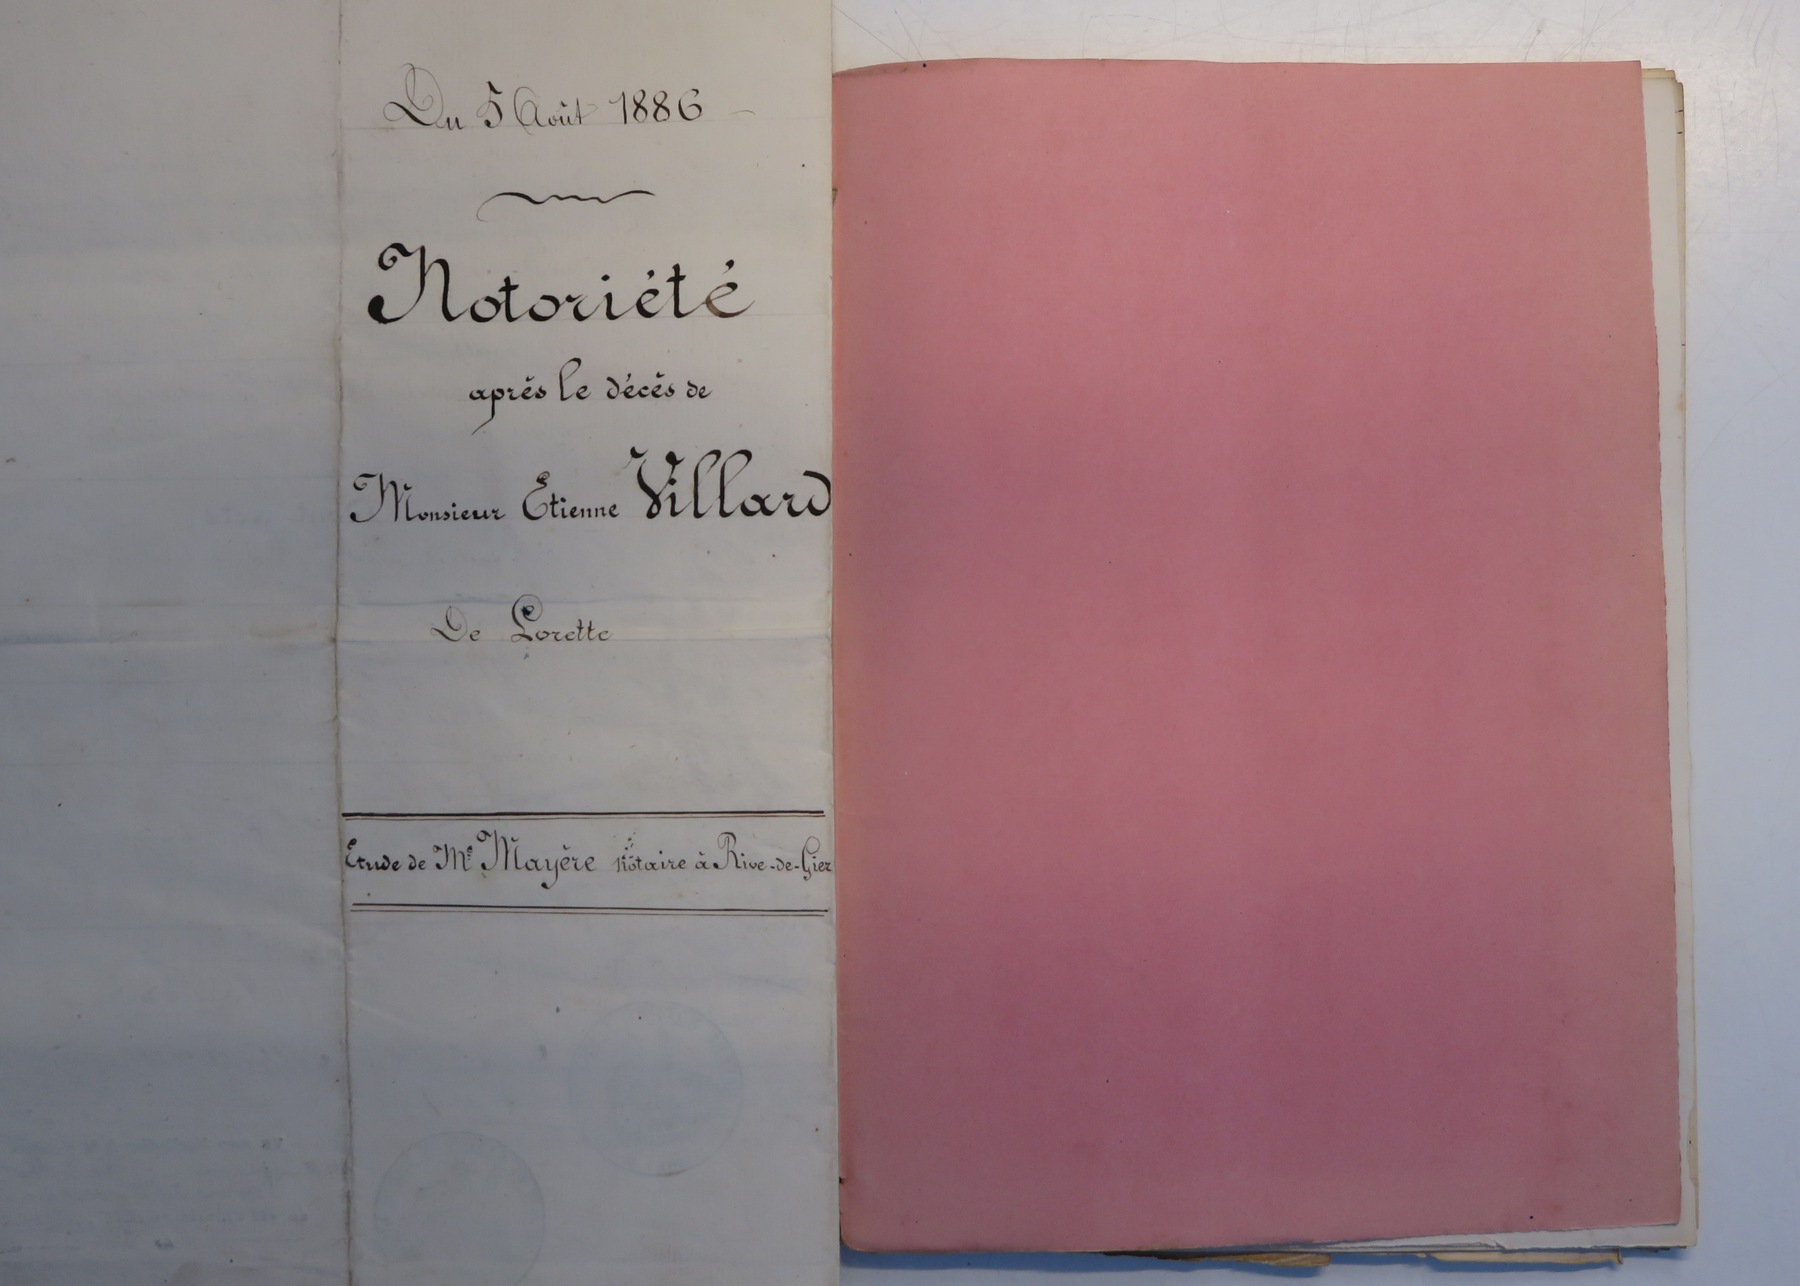 Du 5 Août 1886
Notoriété
après le décès de
Monsieur Etienne Villard
De Lorette
Etude de Me Mayère Notaire à Rive-de-Gier